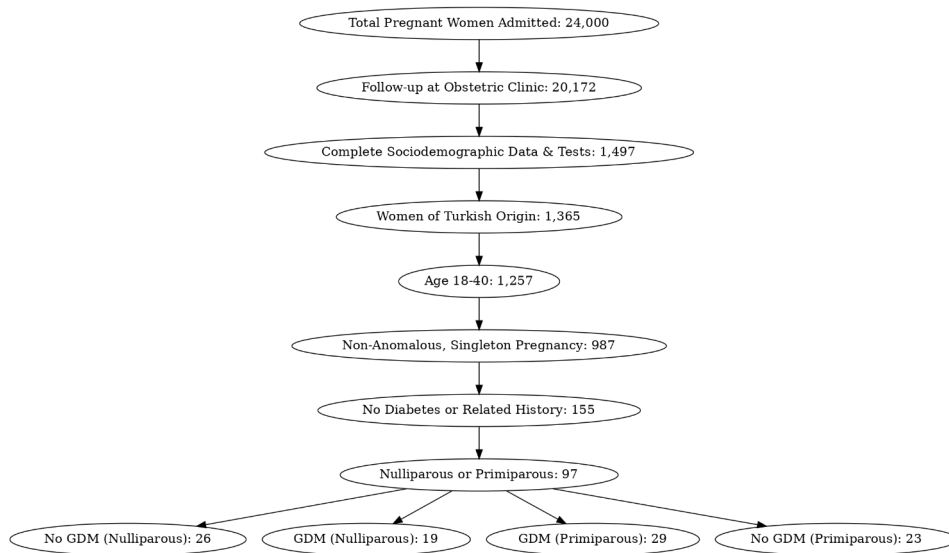 Total Pregnant Women Admitted: 24,000
Follow-up at Obstetric Clinic: 20,172
Complete Sociodemographic Data & Tests: 1,497
Women of Turkish Origin: 1,365
Age 18-40: 1,257
Non-Anomalous, Singleton Pregnancy: 987
No Diabetes or Related History: 155
Nulliparous or Primiparous: 97
No GDM (Nulliparous): 26
GDM (Nulliparous): 19
GDM (Primiparous): 29
No GDM (Primiparous): 23